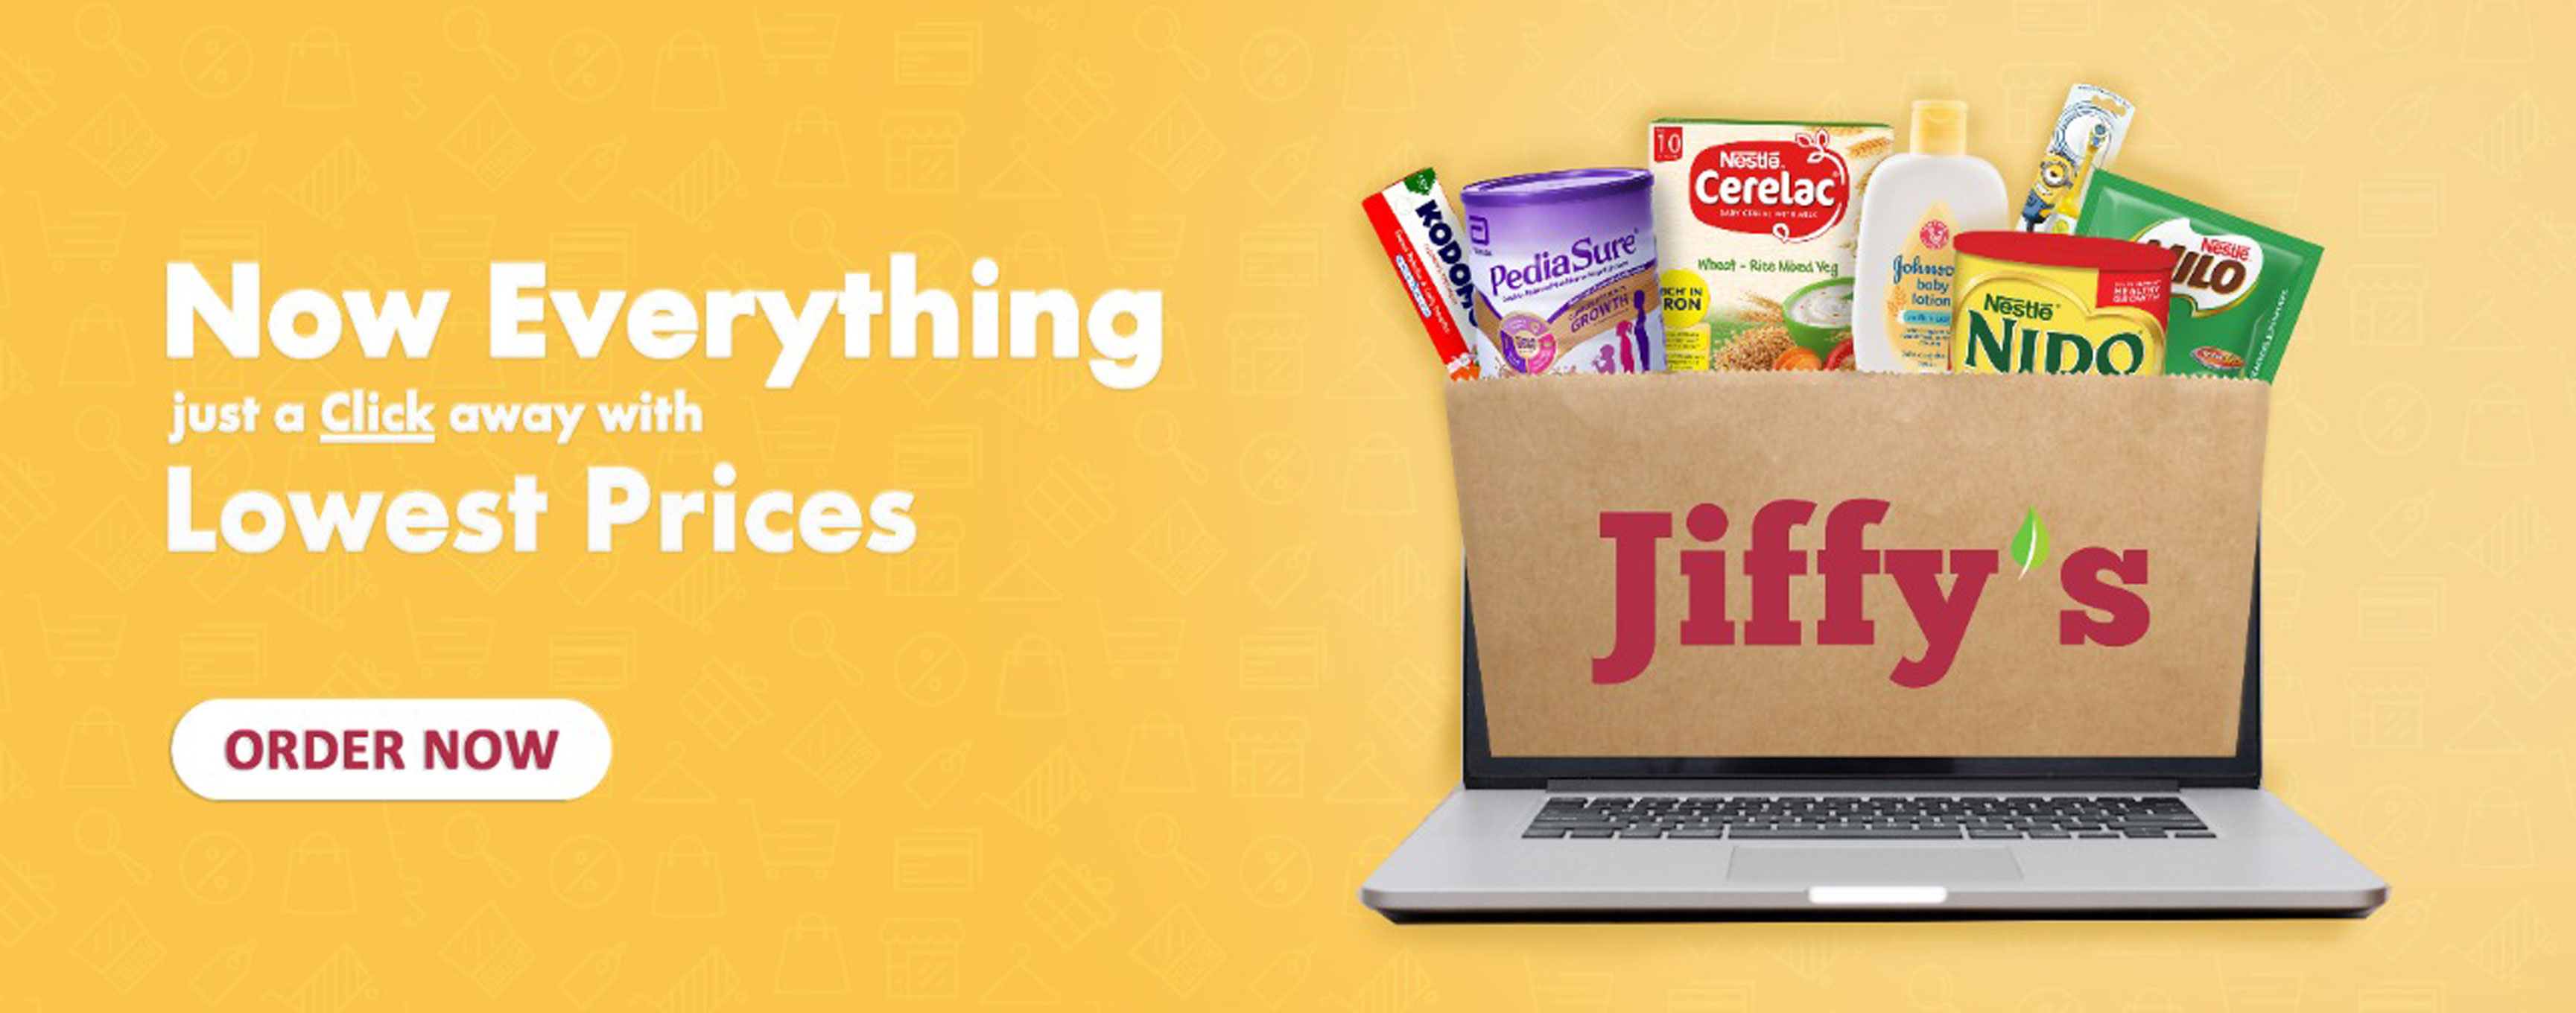 Now Everything
just a Click away with
Lowest Prices
ORDER NOW
KODOMO
PediaSure
GROWTH
10
Nestlé
Cerelac
BABY CEREAL WITH MILK
Wheat - Rice Mixed Veg
RICH IN
IRON
Johnson
baby
lotion
Nestlé
NIDO
HEALTHY
GROWTH
Nestlé
MILO
Jiffy's